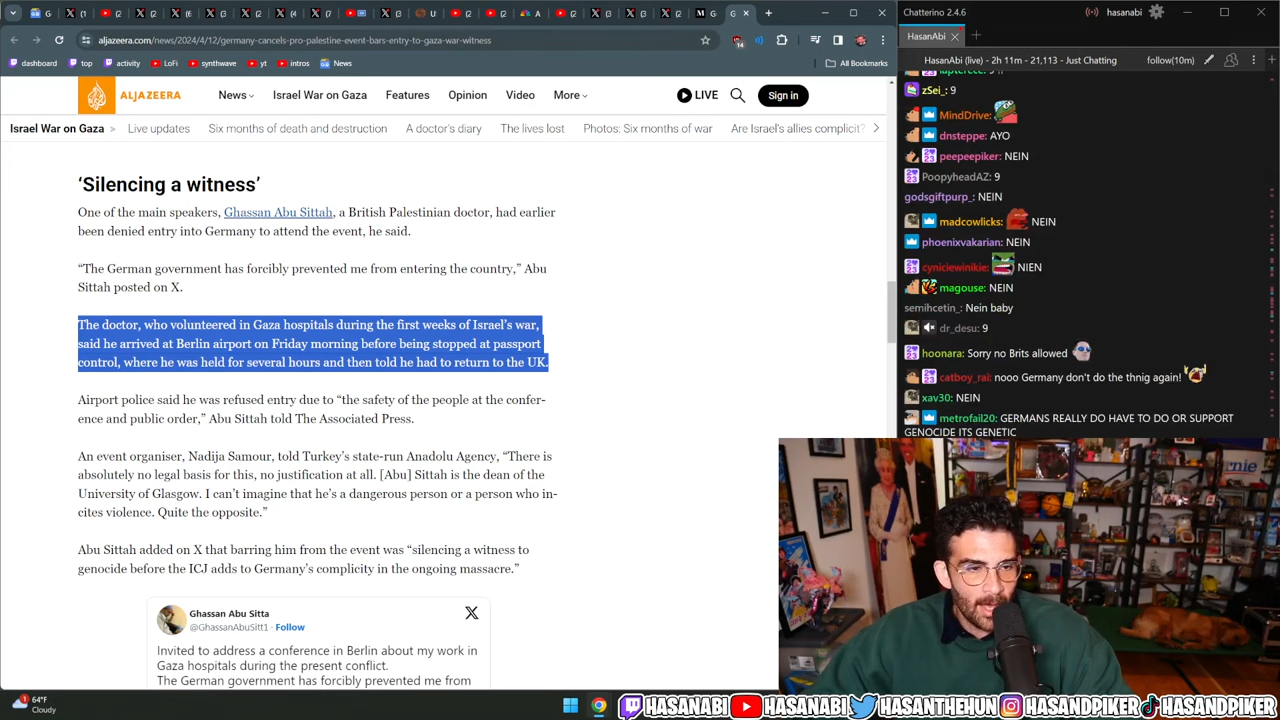 Chatterino 2.4.6
hasanabi
aljazeera.com/news/2024/4/12/germany-cancels-pro-palestine-event-bars-entry-to-gaza-war-witness
14
HasanAbi
dashboard
top
activity
LoFi
synthwave
yt
intros
News
All Bookmarks
HasanAbi (live) - 2h 11m - 21,113 - Just Chatting
follow(10m)
ALJAZEERA
News
Israel War on Gaza
Features
Opinion
Video
More
LIVE
Sign in
Israel War on Gaza
Live updates
Six months of death and destruction
A doctor's diary
The lives lost
Photos: Six months of war
Are Israel's allies complicit?
‘Silencing a witness’
One of the main speakers, Ghassan Abu Sittah, a British Palestinian doctor, had earlier
been denied entry into Germany to attend the event, he said.
“The German government has forcibly prevented me from entering the country,” Abu
Sittah posted on X.
The doctor, who volunteered in Gaza hospitals during the first weeks of Israel’s war,
said he arrived at Berlin airport on Friday morning before being stopped at passport
control, where he was held for several hours and then told he had to return to the UK.
Airport police said he was refused entry due to “the safety of the people at the confer-
ence and public order,” Abu Sittah told The Associated Press.
An event organiser, Nadija Samour, told Turkey’s state-run Anadolu Agency, “There is
absolutely no legal basis for this, no justification at all. [Abu] Sittah is the dean of the
University of Glasgow. I can’t imagine that he’s a dangerous person or a person who in-
cites violence. Quite the opposite.”
Abu Sittah added on X that barring him from the event was “silencing a witness to
genocide before the ICJ adds to Germany’s complicity in the ongoing massacre.”
Ghassan Abu Sitta
@GhassanAbuSitt1 · Follow
Invited to address a conference in Berlin about my work in
Gaza hospitals during the present conflict.
The German government has forcibly prevented me from
zSei_: 9
MindDrive:
dnsteppe: AYO
peepeepiker: NEIN
PoopyheadAZ: 9
godsgiftpurp_: NEIN
madcowlicks: NEIN
phoenixvakarian: NEIN
cyniciewinikie: NIEN
magouse: NEIN
semihcetin_: Nein baby
dr_desu: 9
hoonara: Sorry no Brits allowed
catboy_rai: nooo Germany don't do the thnig again!
xav30: NEIN
metrofail20: GERMANS REALLY DO HAVE TO DO OR SUPPORT
GENOCIDE ITS GENETIC
64°F
Cloudy
HASANABI
HASANABI
HASANTHEHUN
HASANDPIKER
HASANDPIKER